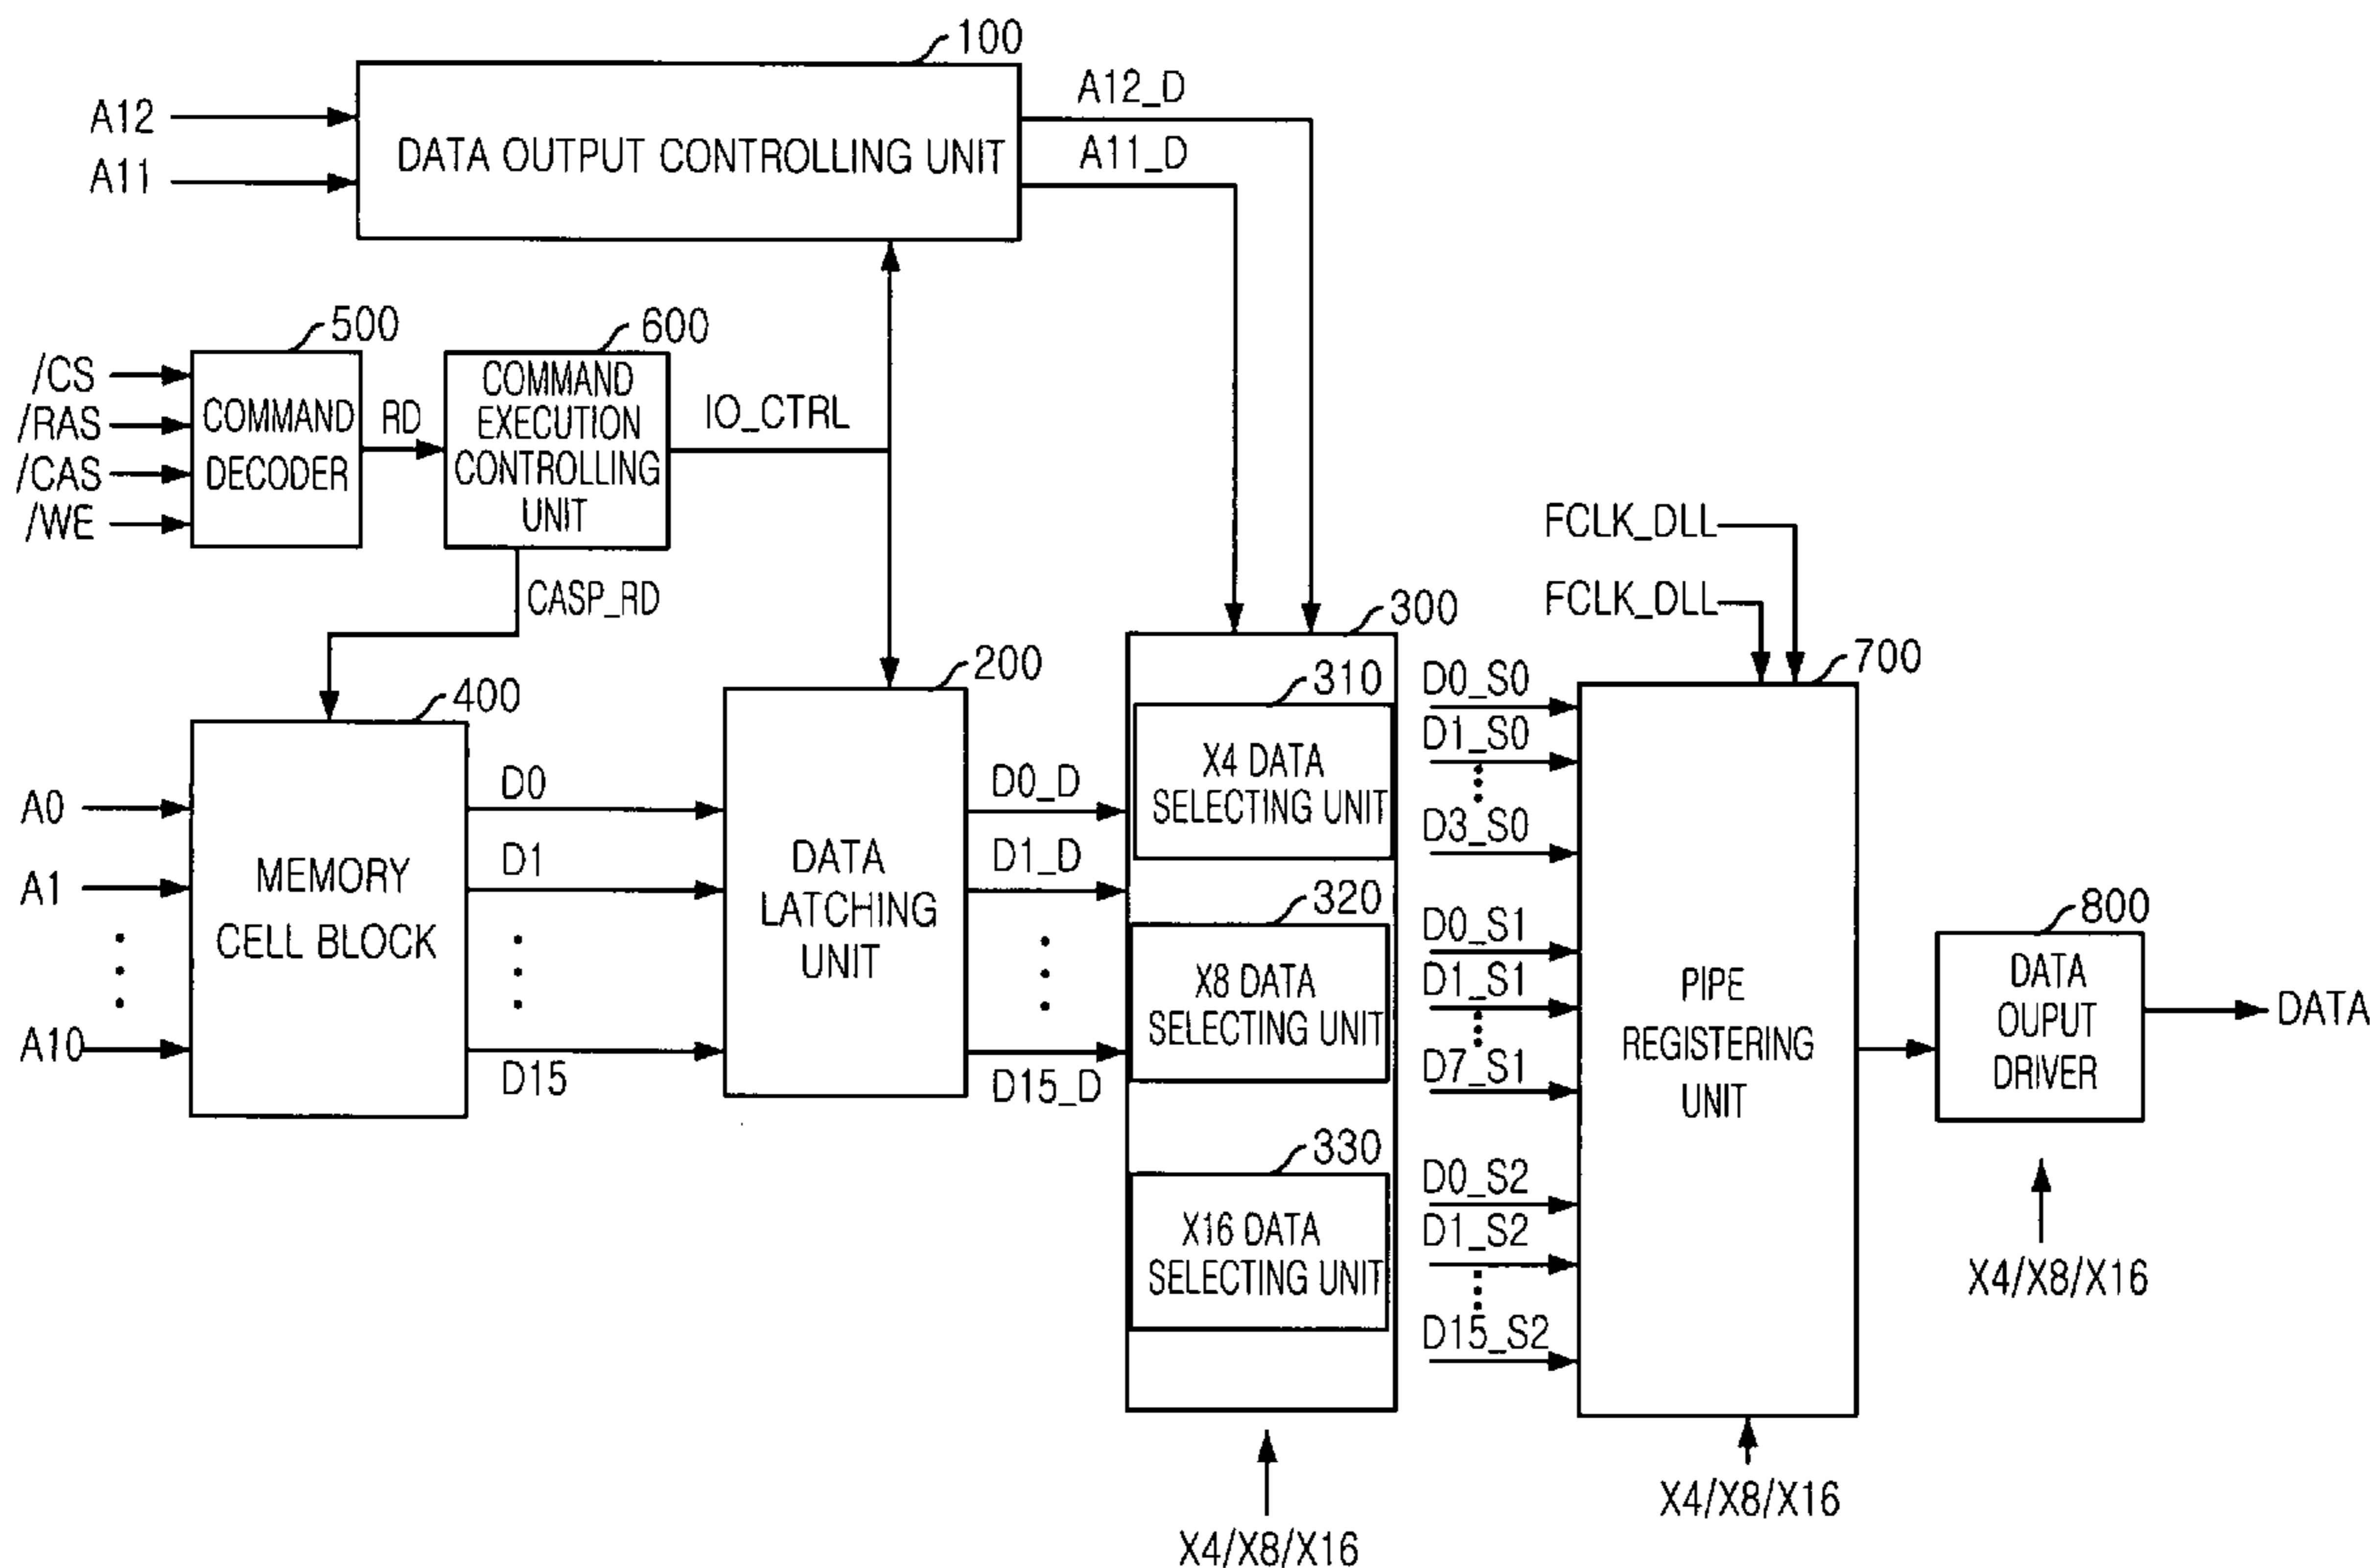 100
A12
A11
DATA OUTPUT CONTROLLING UNIT
A12_D
A11_D
500
600
/CS
/RAS
/CAS
/WE
COMMAND
DECODER
RD
COMMAND
EXECUTION
CONTROLLING
UNIT
IO_CTRL
CASP_RD
FCLK_DLL
FCLK_DLL
400
200
300
700
A0
A1
A10
MEMORY
CELL BLOCK
D0
D1
D15
DATA
LATCHING
UNIT
D0_D
D1_D
D15_D
310
X4 DATA
SELECTING UNIT
320
X8 DATA
SELECTING UNIT
330
X16 DATA
SELECTING UNIT
X4/X8/X16
D0_S0
D1_S0
D3_S0
D0_S1
D1_S1
D7_S1
D0_S2
D1_S2
D15_S2
PIPE
REGISTERING
UNIT
X4/X8/X16
800
DATA
OUPUT
DRIVER
DATA
X4/X8/X16